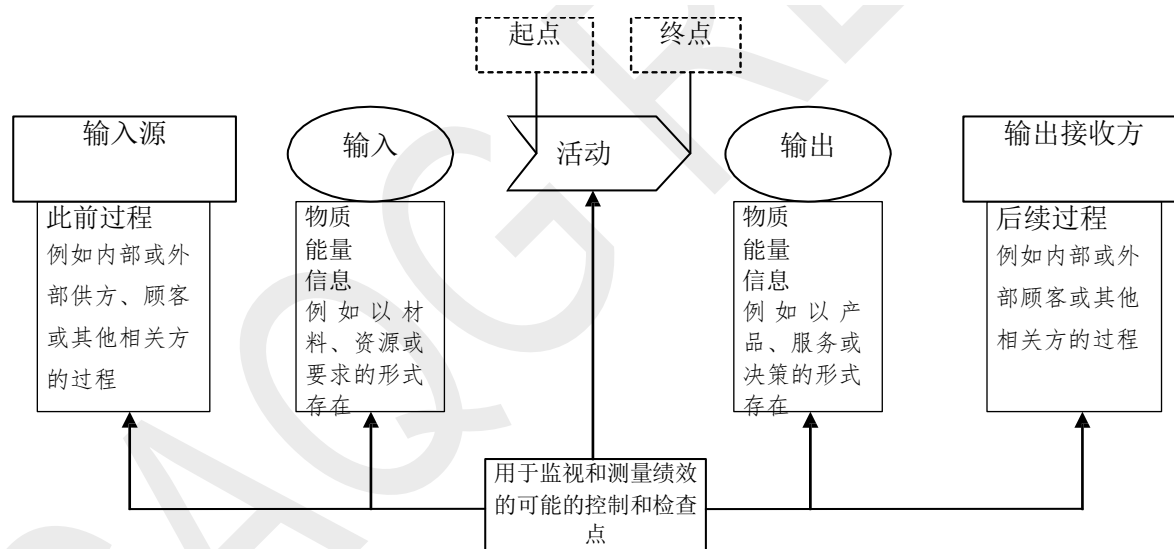 起点
终点
输入源
输入
活动
输出
输出接收方
此前过程
例如内部或外
部供方、顾客
或其他相关方
的过程
物质
能量
信息
例如以材
料、资源或
要求的形式
存在
物质
能量
信息
例如以产
品、服务或
决策的形式
存在
后续过程
例如内部或外
部顾客或其他
相关方的过程
用于监视和测量绩效
的可能的控制和检查
点